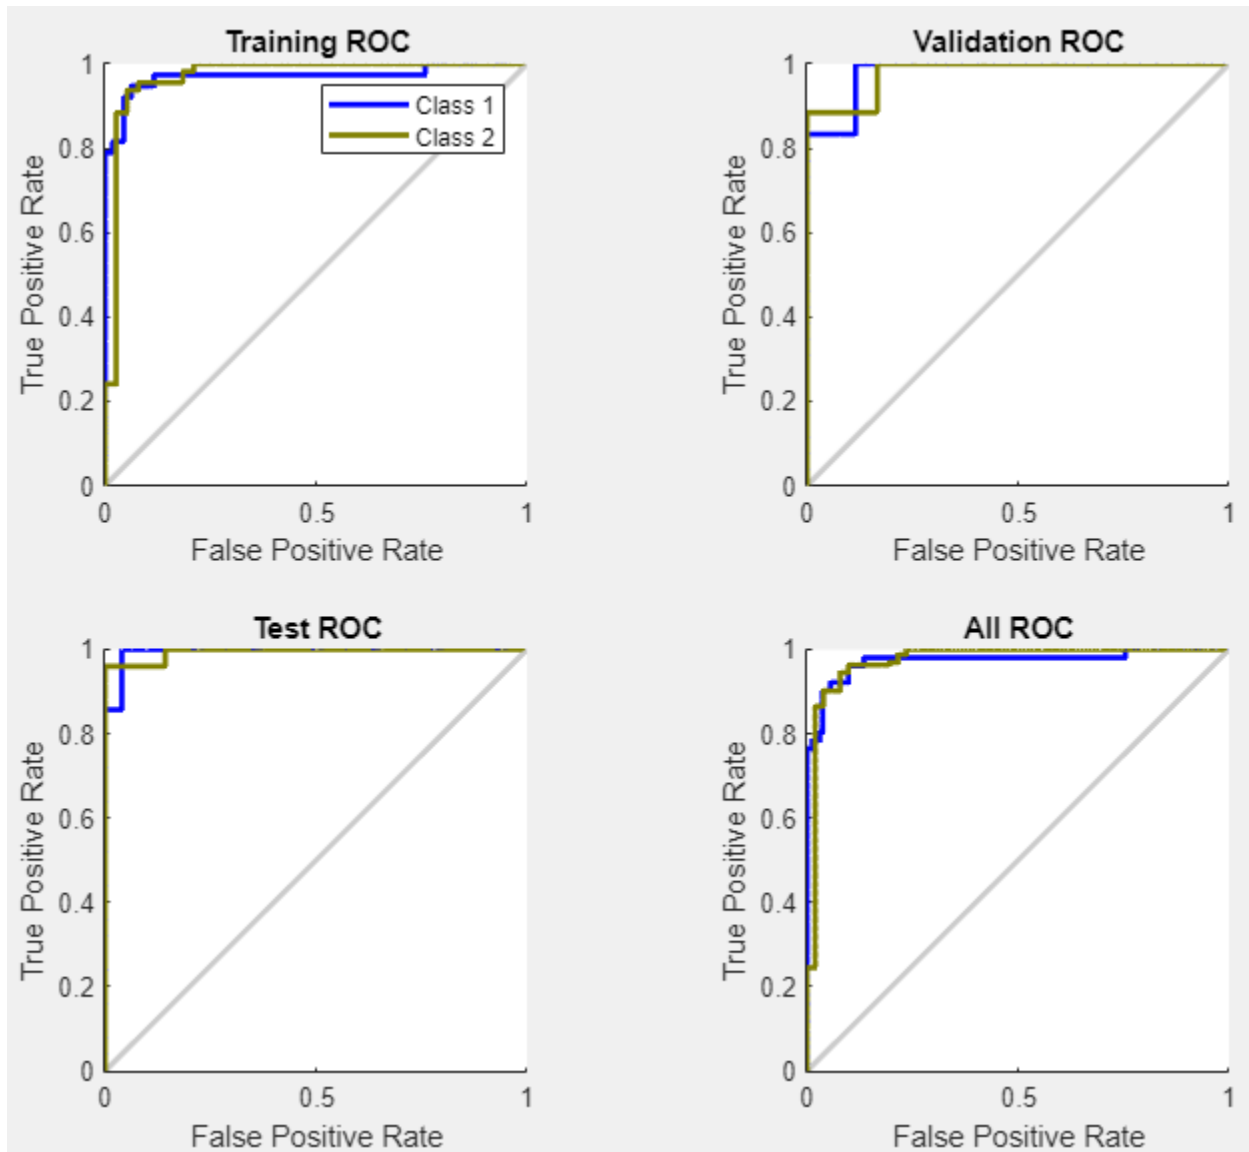 Training ROC
1
0.8
0.6
0.4
0.2
0
True Positive Rate
Class 1
Class 2
0 0.5 1
False Positive Rate
Validation ROC
1
0.8
0.6
0.4
0.2
0
True Positive Rate
0 0.5 1
False Positive Rate
Test ROC
1
0.8
0.6
0.4
0.2
0
True Positive Rate
0 0.5 1
False Positive Rate
All ROC
1
0.8
0.6
0.4
0.2
0
True Positive Rate
0 0.5 1
False Positive Rate